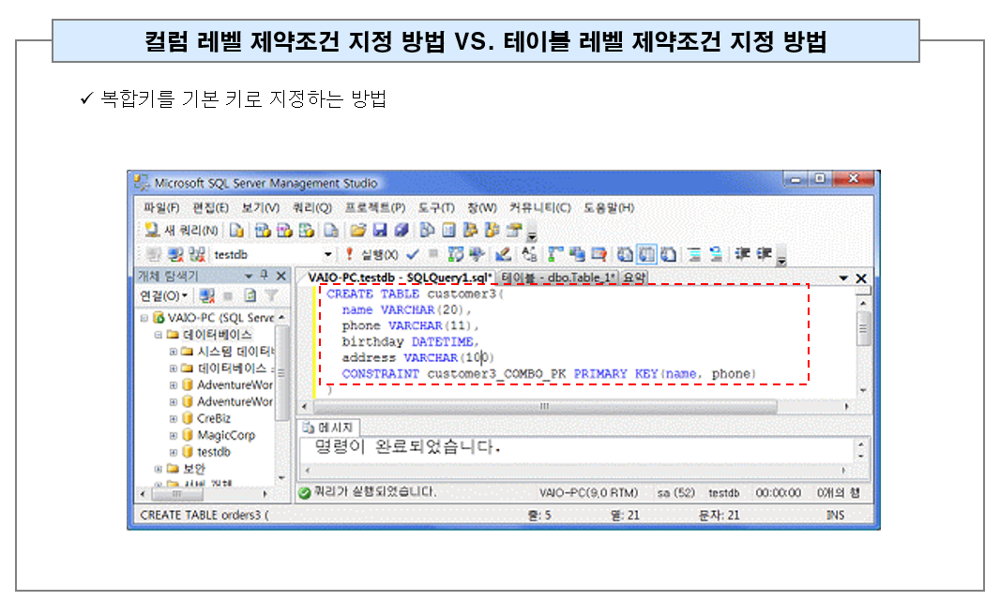 컬럼 레벨 제약조건 지정 방법 VS. 테이블 레벨 제약조건 지정 방법
✓ 복합키를 기본 키로 지정하는 방법
Microsoft SQL Server Management Studio
파일(F) 편집(E) 보기(V) 쿼리(Q) 프로젝트(P) 도구(T) 창(W) 커뮤니티(C) 도움말(H)
새 쿼리(N)
testdb 실행(X)
개체 탐색기
VAIO-PC.testdb - SQLQuery1.sql* 테이블 - dbo.Table_1* 요약
연결(O)
VAIO-PC (SQL Serve
데이터베이스
시스템 데이터
데이터베이스
AdventureWor
AdventureWor
CreBiz
MagicCorp
testdb
보안
서버 개체
CREATE TABLE customer3(
name VARCHAR(20),
phone VARCHAR(11),
birthday DATETIME,
address VARCHAR(100)
CONSTRAINT customer3_COMBO_PK PRIMARY KEY(name, phone)
)
메시지
명령이 완료되었습니다.
쿼리가 실행되었습니다. VAIO-PC(9,0 RTM) sa (52) testdb 00:00:00 0개의 행
CREATE TABLE orders3 ( 줄: 5 열: 21 문자: 21 INS